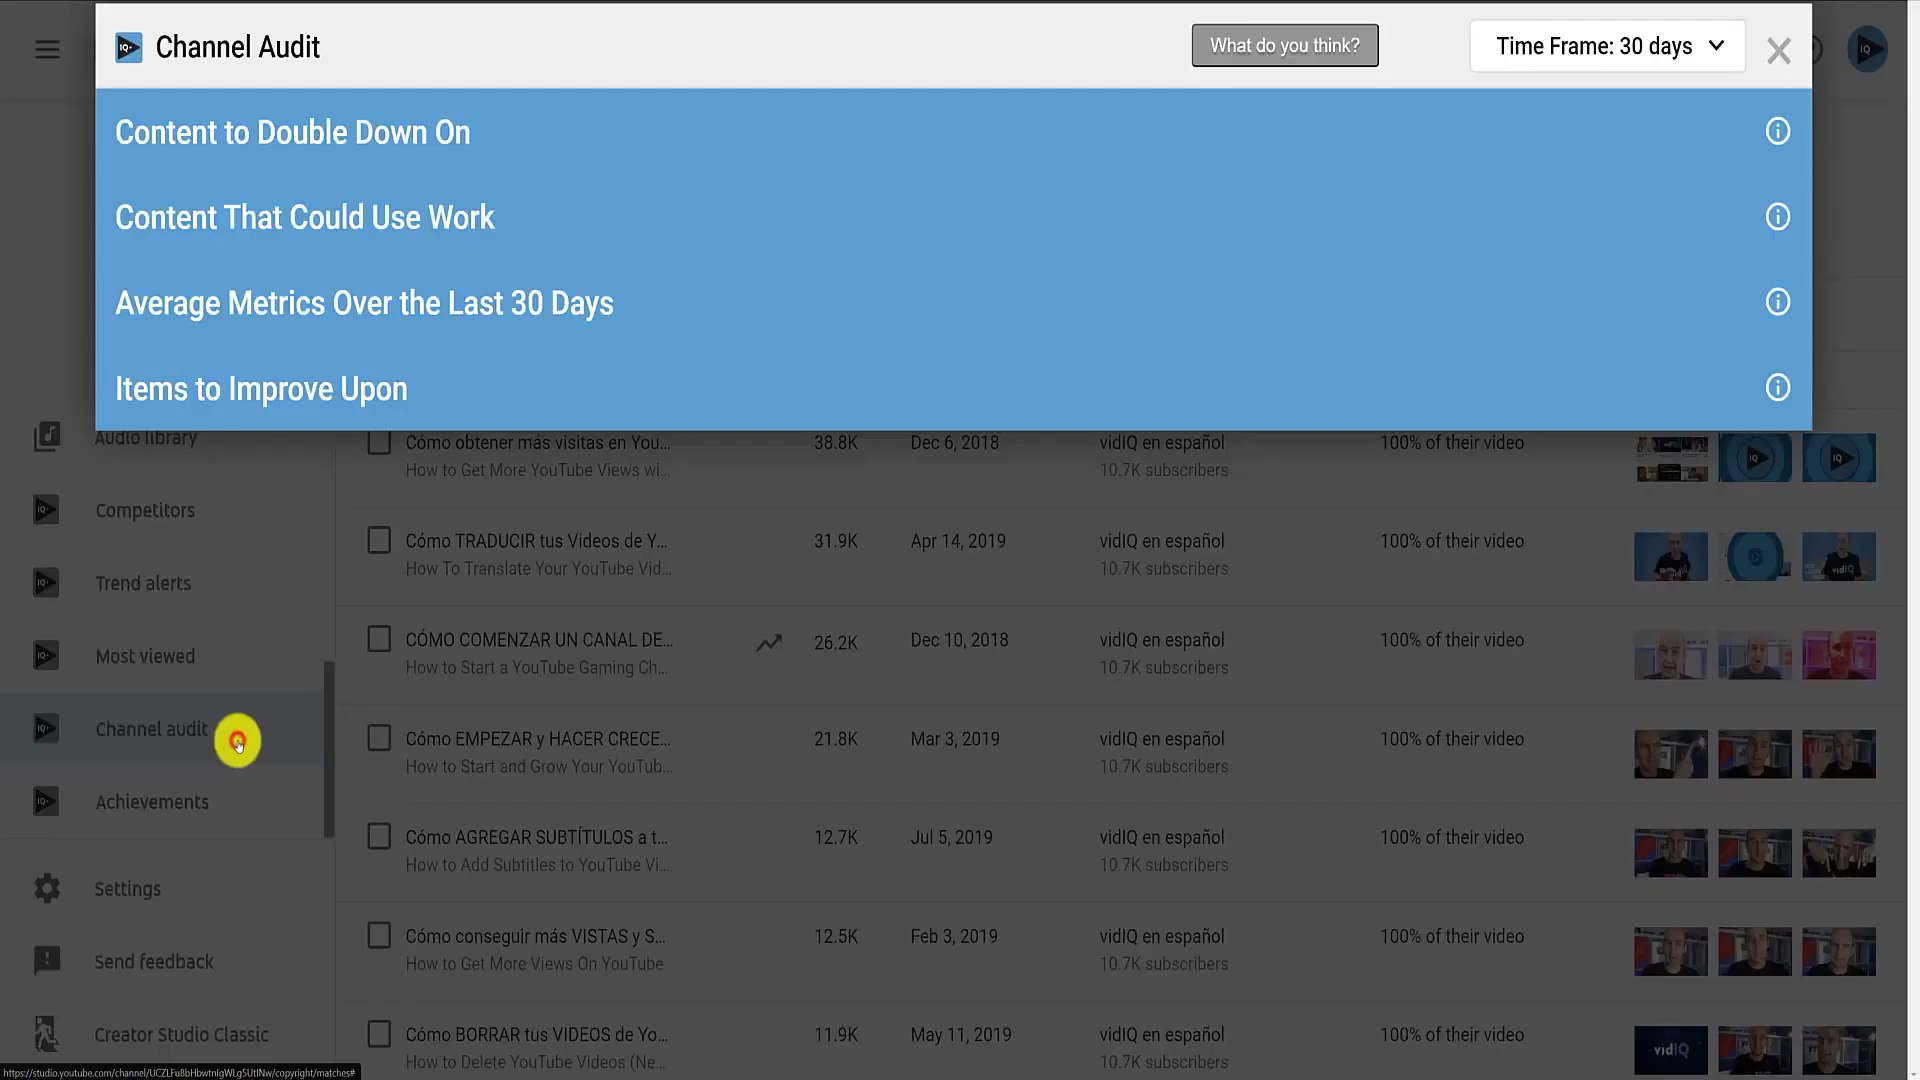 Channel Audit
What do you think?
Time Frame: 30 days
Content to Double Down On
Content That Could Use Work
Average Metrics Over the Last 30 Days
Items to Improve Upon
Audio library
Competitors
Trend alerts
Most viewed
Channel audit
Achievements
Settings
Send feedback
Creator Studio Classic
Cómo obtener más visitas en You... 38.8K Dec 6, 2018 vidIQ en español 100% of their video
How to Get More YouTube Views wi... 10.7K subscribers
Cómo TRADUCIR tus Videos de Y... 31.9K Apr 14, 2019 vidIQ en español 100% of their video
How To Translate Your YouTube Vid... 10.7K subscribers
CÓMO COMENZAR UN CANAL DE... 26.2K Dec 10, 2018 vidIQ en español 100% of their video
How to Start a YouTube Gaming Ch... 10.7K subscribers
Cómo EMPEZAR y HACER CRECE... 21.8K Mar 3, 2019 vidIQ en español 100% of their video
How to Start and Grow Your YouTub... 10.7K subscribers
Cómo AGREGAR SUBTÍTULOS a t... 12.7K Jul 5, 2019 vidIQ en español 100% of their video
How to Add Subtitles to YouTube Vi... 10.7K subscribers
Cómo conseguir más VISTAS y S... 12.5K Feb 3, 2019 vidIQ en español 100% of their video
How to Get More Views On YouTube 10.7K subscribers
Cómo BORRAR tus VIDEOS de Yo... 11.9K May 11, 2019 vidIQ en español 100% of their video
How to Delete YouTube Videos (Ne... 10.7K subscribers
vidIQ